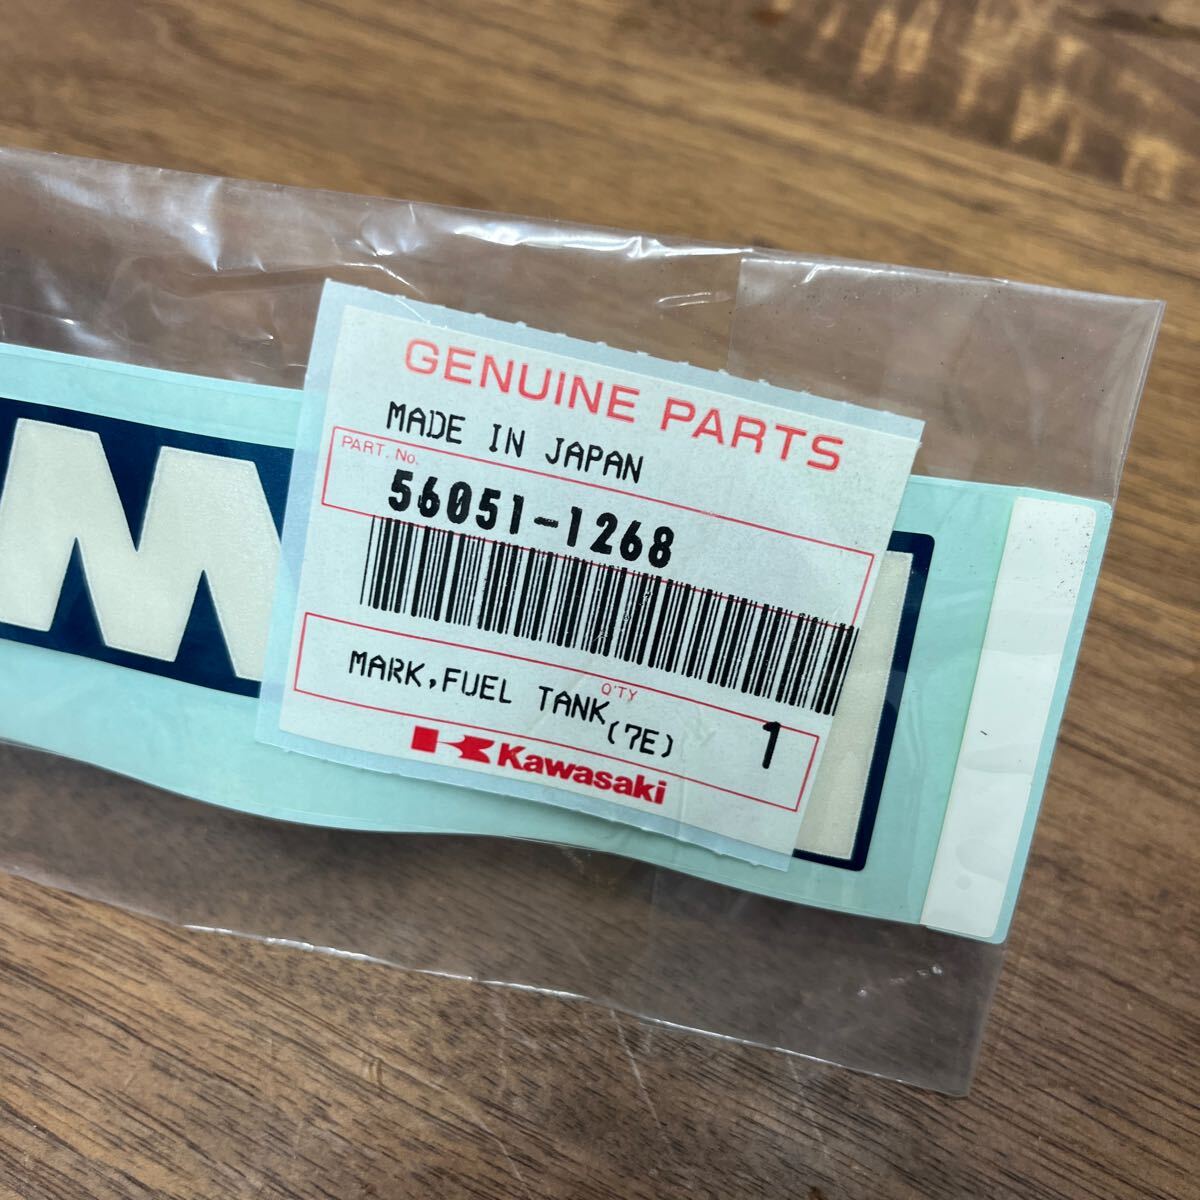 GENUINE PARTS
MADE IN JAPAN
PART. No.
56051-1268
MARK, FUEL TANK
Q'TY
(7E)
1
Kawasaki